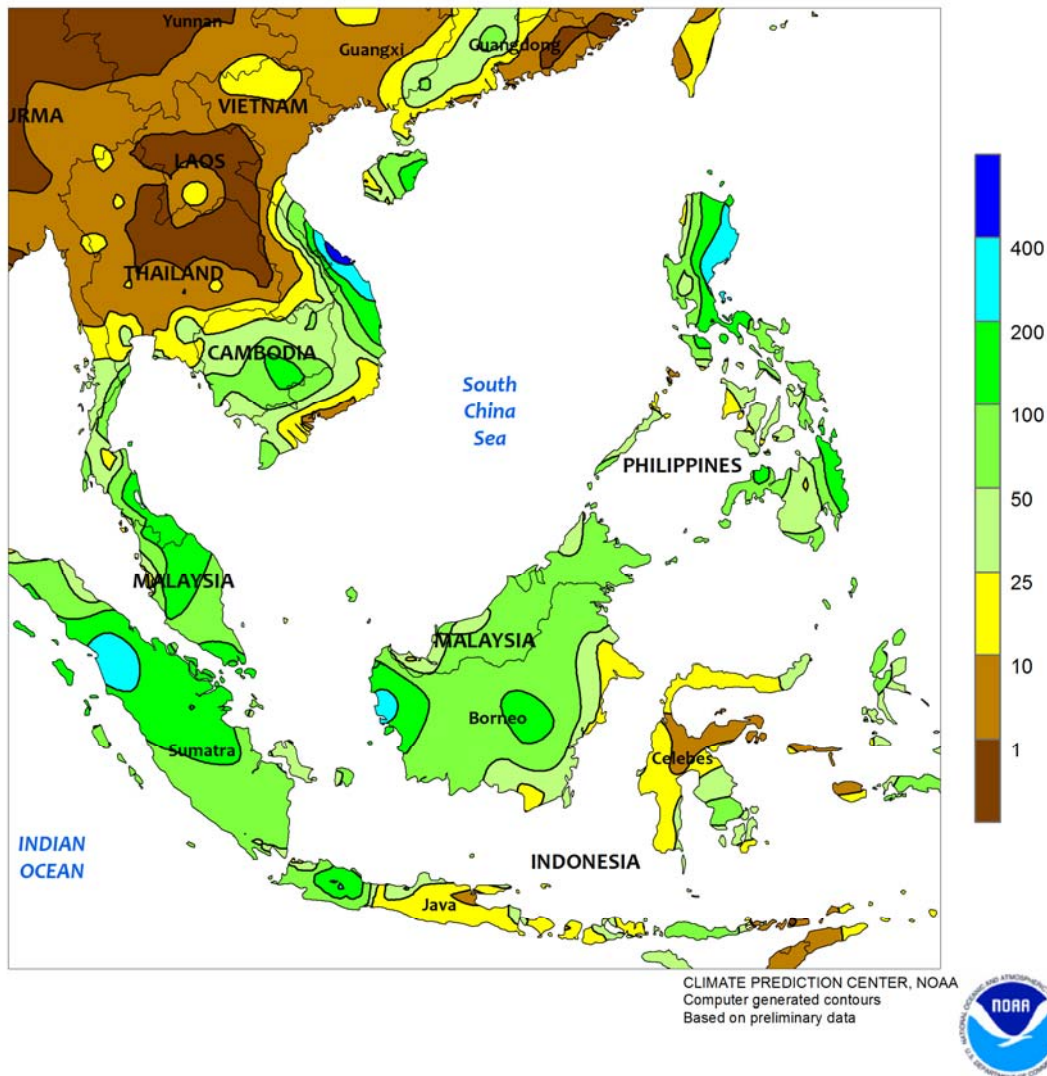 Yunnan
Guangxi
Guangdong
URMA
VIETNAM
LAOS
THAILAND
CAMBODIA
South
China
Sea
PHILIPPINES
MALAYSIA
MALAYSIA
Borneo
Sumatra
Celebes
INDIAN
OCEAN
INDONESIA
Java
400
300
200
100
50
25
10
1
CLIMATE PREDICTION CENTER, NOAA
Computer generated contours
Based on preliminary data
NOAA